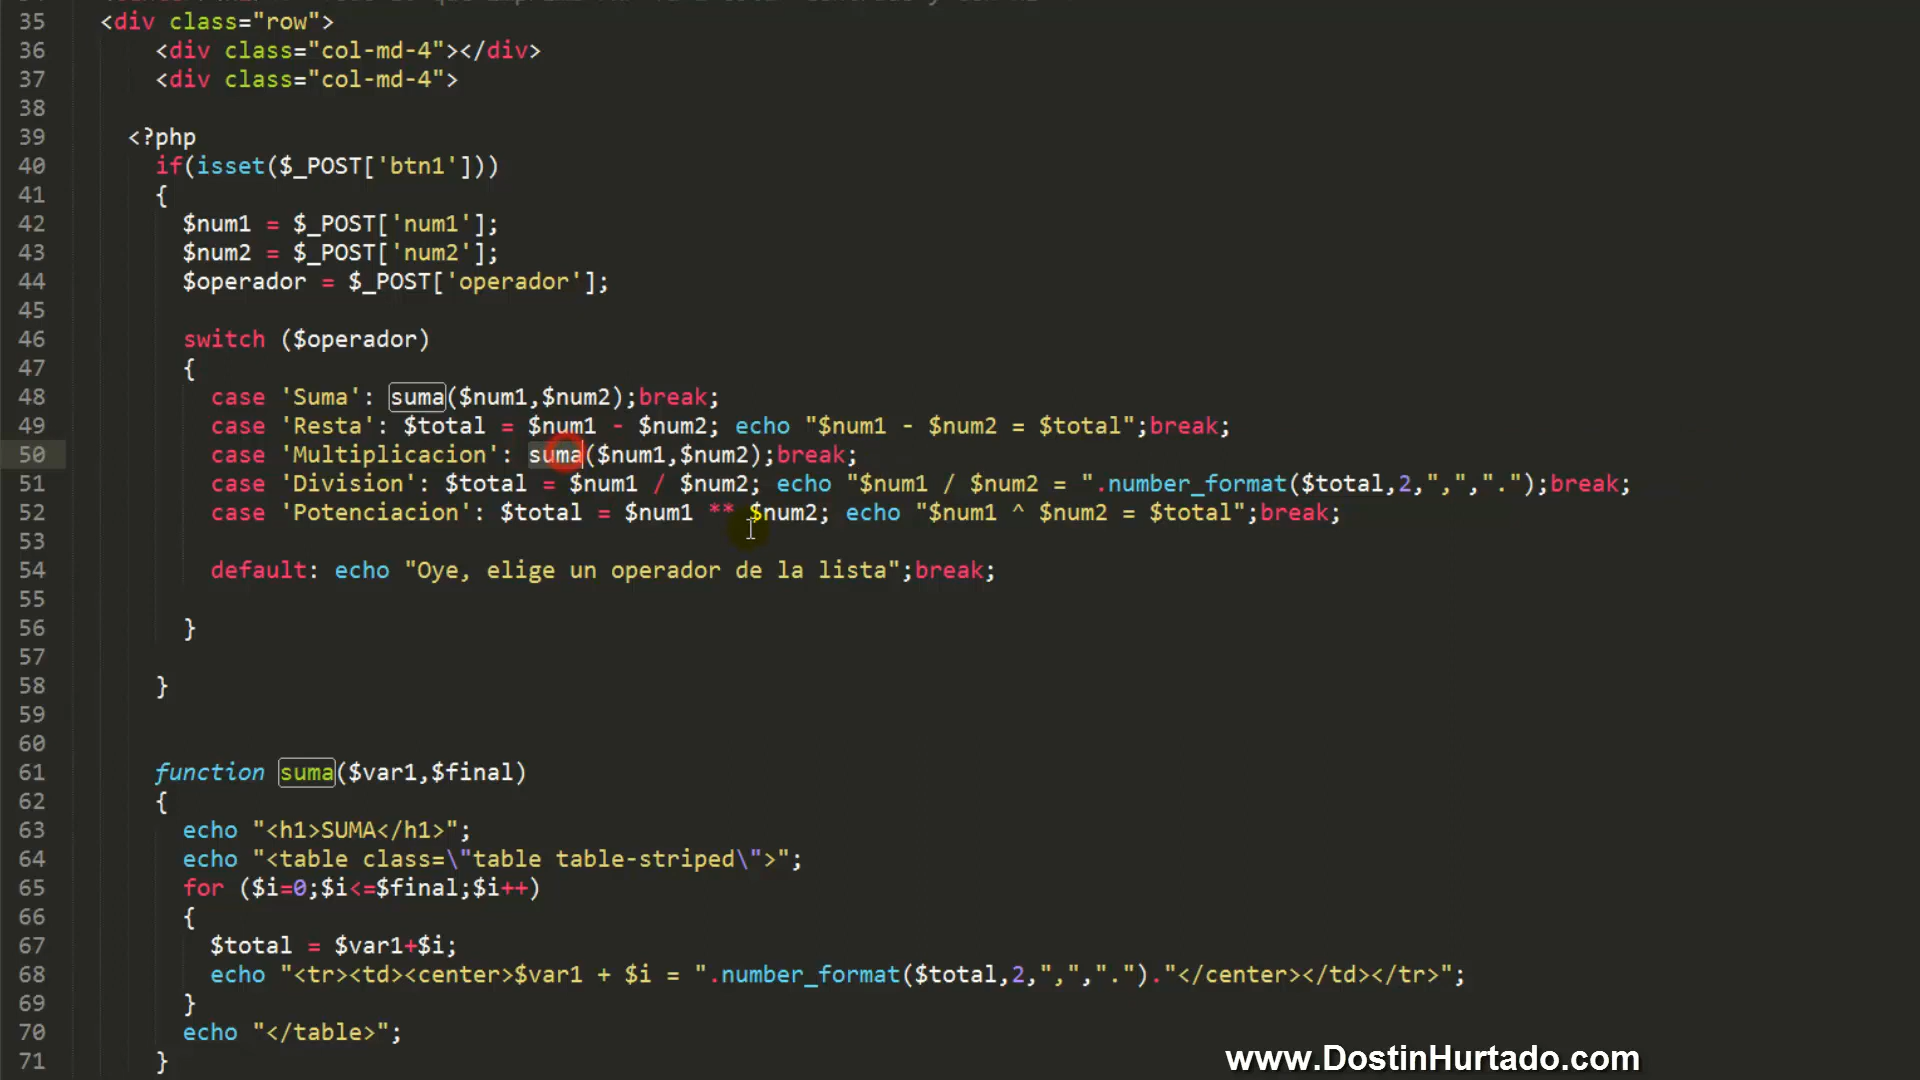 35 <div class="row">
36 <div class="col-md-4"></div>
37 <div class="col-md-4">
38
39 <?php
40 if(isset($_POST['btn1']))
41 {
42 $num1 = $_POST['num1'];
43 $num2 = $_POST['num2'];
44 $operador = $_POST['operador'];
45
46 switch ($operador)
47 {
48 case 'Suma': suma($num1,$num2);break;
49 case 'Resta': $total = $num1 - $num2; echo "$num1 - $num2 = $total";break;
50 case 'Multiplicacion': suma($num1,$num2);break;
51 case 'Division': $total = $num1 / $num2; echo "$num1 / $num2 = ".number_format($total,2,",",".");break;
52 case 'Potenciacion': $total = $num1 ** $num2; echo "$num1 ^ $num2 = $total";break;
53
54 default: echo "Oye, elige un operador de la lista";break;
55
56 }
57
58 }
59
60
61 function suma($var1,$final)
62 {
63 echo "<h1>SUMA</h1>";
64 echo "<table class=\"table table-striped\">";
65 for ($i=0;$i<=$final;$i++)
66 {
67 $total = $var1+$i;
68 echo "<tr><td><center>$var1 + $i = ".number_format($total,2,",",".")."</center></td></tr>";
69 }
70 echo "</table>";
71 }
www.DostinHurtado.com